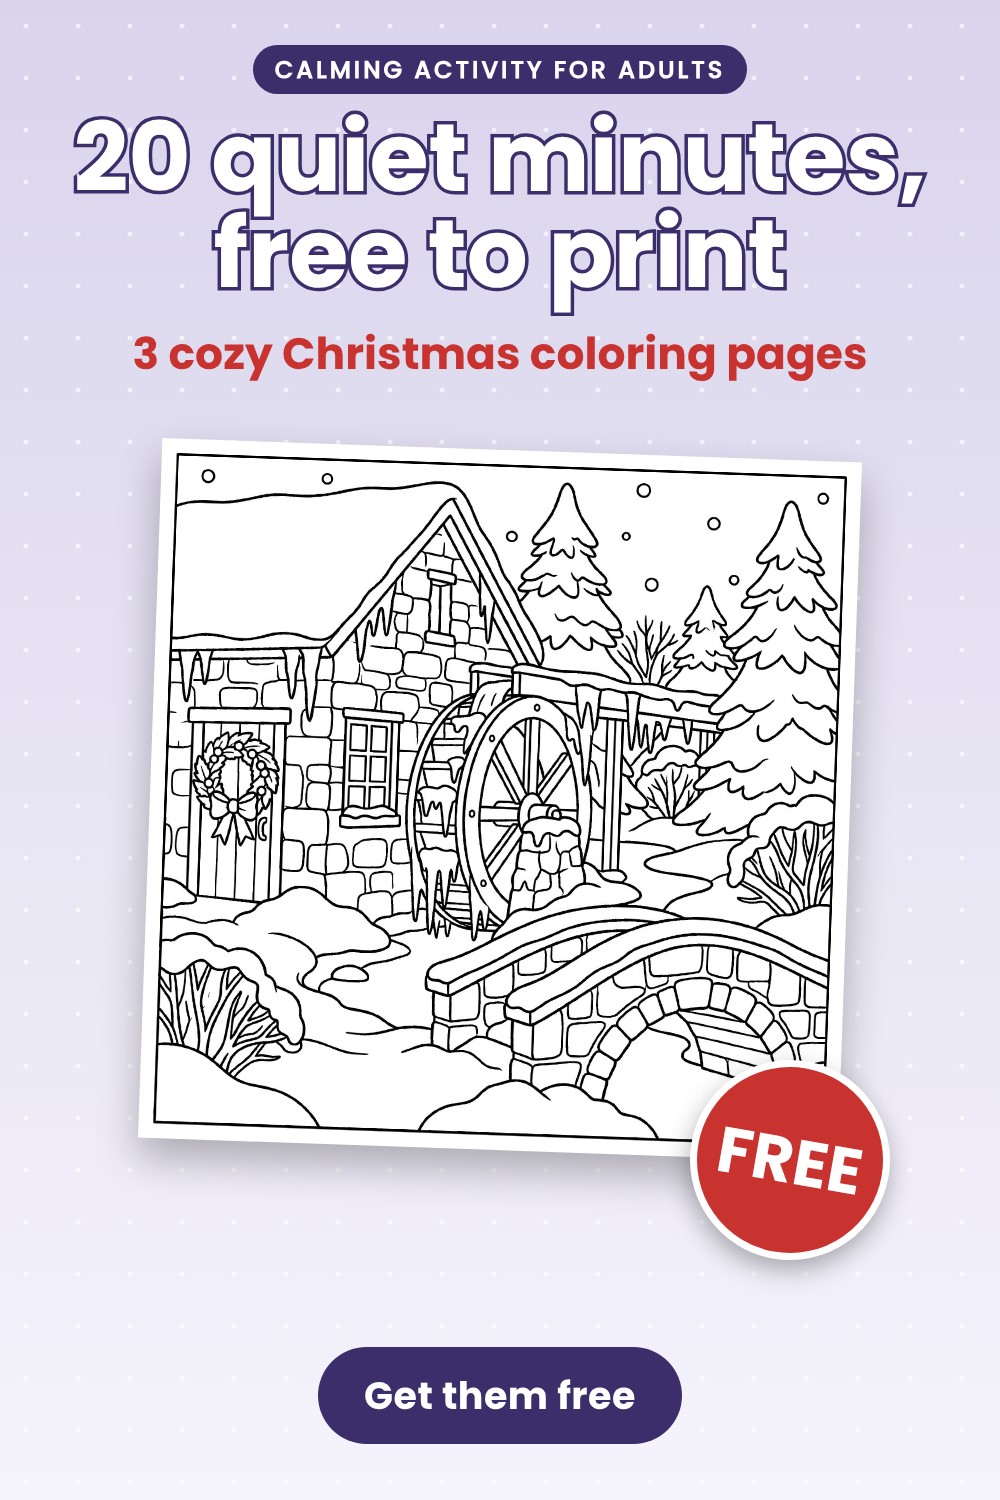 CALMING ACTIVITY FOR ADULTS
20 quiet minutes,
free to print
3 cozy Christmas coloring pages
FREE
Get them free